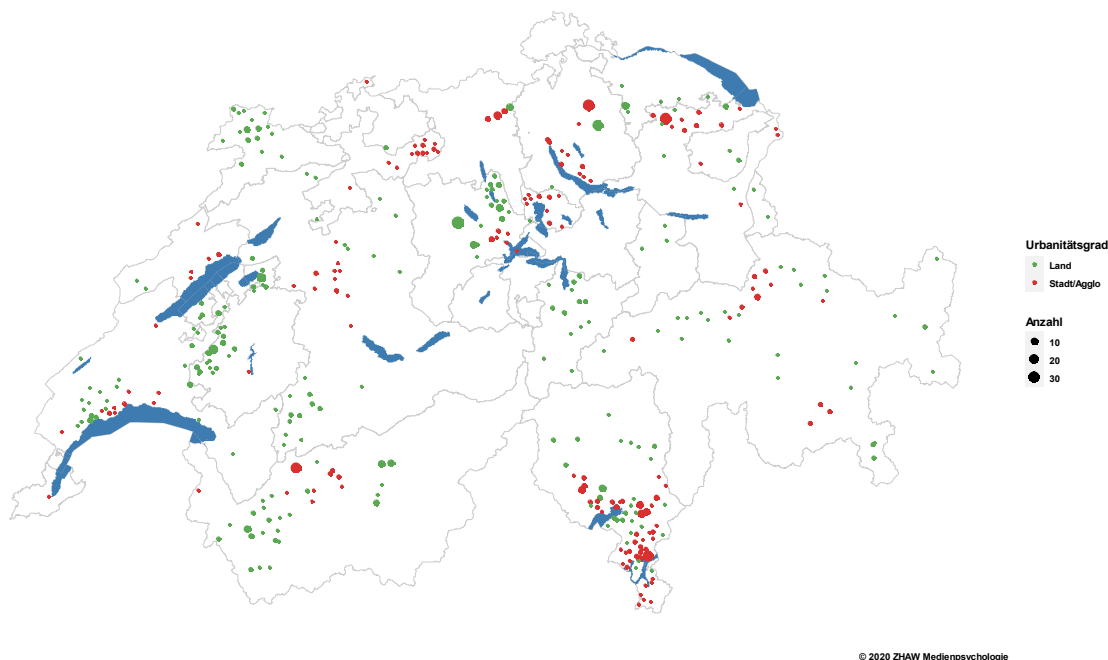 Urbanitätsgrad
Land
Stadt/Agglo
Anzahl
10
20
30
© 2020 ZHAW Medienpsychologie